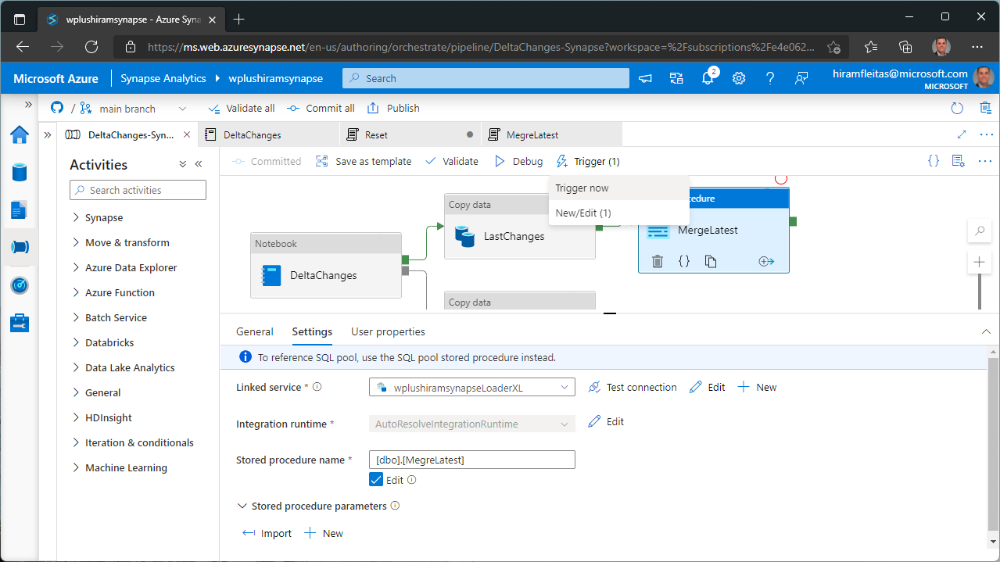 wplushiramsynapse - Azure Syna
https://ms.web.azuresynapse.net/en-us/authoring/orchestrate/pipeline/DeltaChanges-Synapse?workspace=%2Fsubscriptions%2Fe4e062...
Microsoft Azure
Synapse Analytics
wplushiramsynapse
Search
2
hiramfleitas@microsoft.com
MICROSOFT
/ main branch
Validate all
Commit all
Publish
DeltaChanges-Syn...
DeltaChanges
Reset
MegreLatest
Activities
Search activities
Synapse
Move & transform
Azure Data Explorer
Azure Function
Batch Service
Databricks
Data Lake Analytics
General
HDInsight
Iteration & conditionals
Machine Learning
Committed
Save as template
Validate
Debug
Trigger (1)
{}
Trigger now
New/Edit (1)
Notebook
DeltaChanges
Copy data
LastChanges
Copy data
cedure
MergeLatest
{}
General
Settings
User properties
To reference SQL pool, use the SQL pool stored procedure instead.
Linked service *
wplushiramsynapseLoaderXL
Test connection
Edit
New
Integration runtime *
AutoResolveIntegrationRuntime
Edit
Stored procedure name *
[dbo].[MegreLatest]
Edit
Stored procedure parameters
Import
New